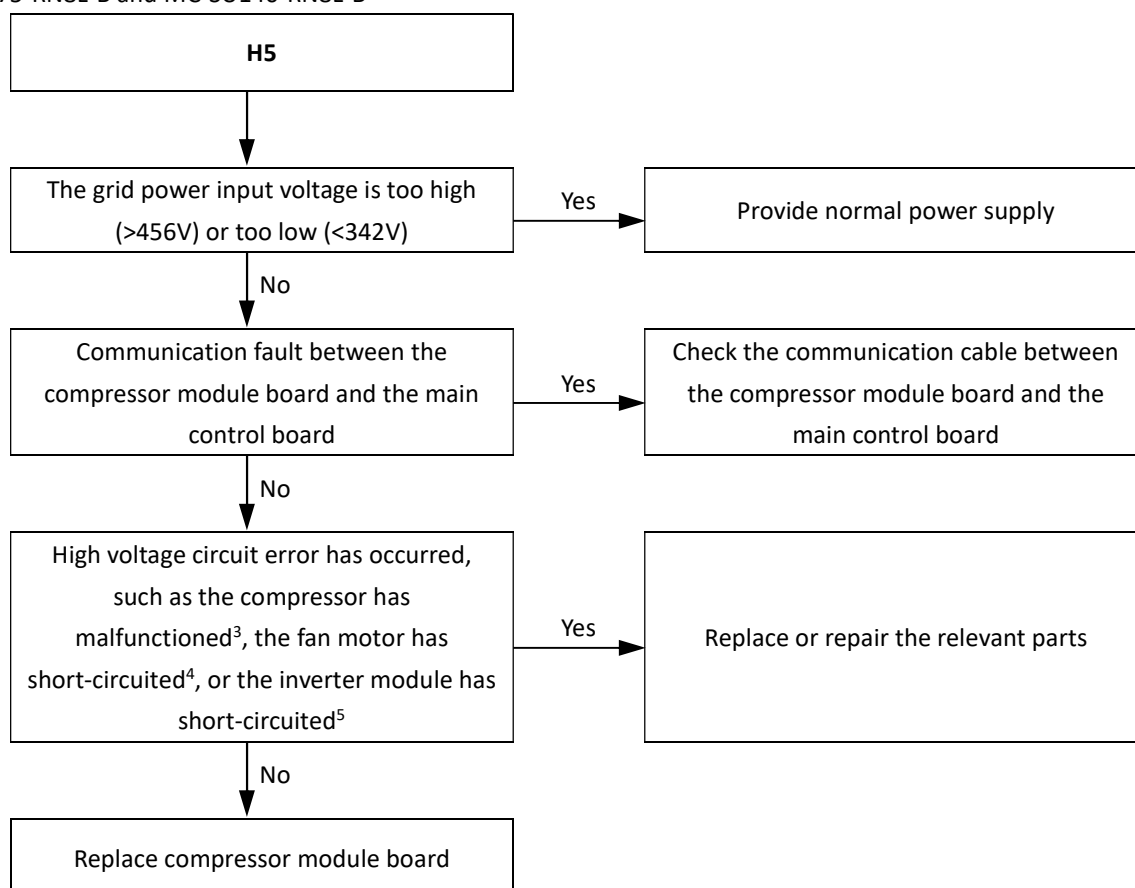 H5
The grid power input voltage is too high
(>456V) or too low (<342V)
Yes
Provide normal power supply
No
Communication fault between the
compressor module board and the main
control board
Yes
Check the communication cable between
the compressor module board and the
main control board
No
High voltage circuit error has occurred,
such as the compressor has
malfunctioned³, the fan motor has
short-circuited⁴, or the inverter module has
short-circuited⁵
Yes
Replace or repair the relevant parts
No
Replace compressor module board